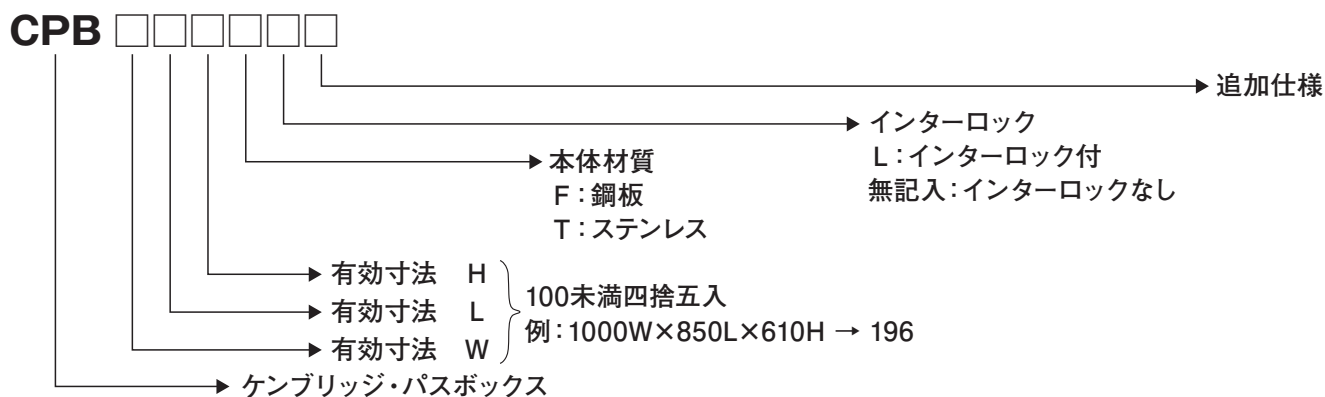 CPB □□□□□□
追加仕様
インターロック
L：インターロック付
無記入：インターロックなし
本体材質
F：鋼板
T：ステンレス
有効寸法 H
有効寸法 L
有効寸法 W
100未満四捨五入
例：1000W×850L×610H → 196
ケンブリッジ・パスボックス